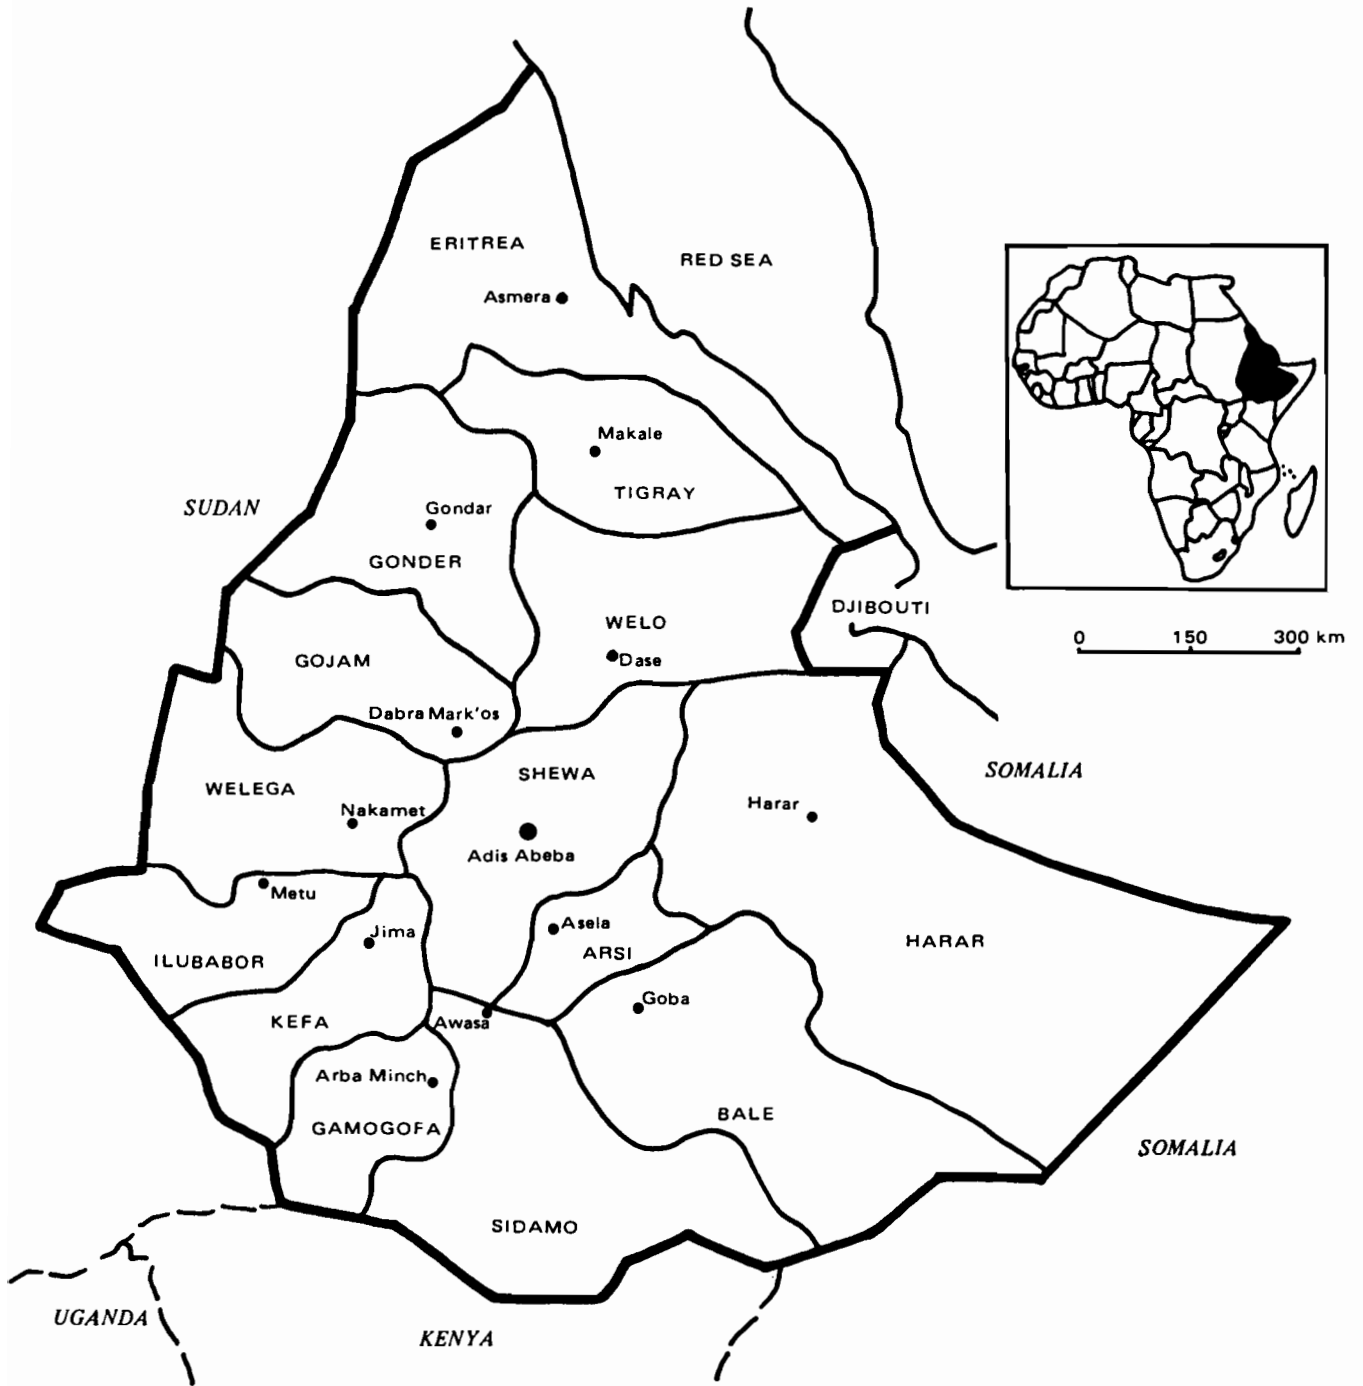 ERITREA
RED SEA
Asmera
Makale
TIGRAY
SUDAN
Gondar
GONDER
DJIBOUTI
WELO
Dase
0 150 300 km
GOJAM
Dabra Mark'os
SHEWA
SOMALIA
WELEGA
Nakamet
Harar
Adis Abeba
Metu
Jima
Asela
ARSI
HARAR
ILUBABOR
Goba
KEFA
Awasa
Arba Minch
GAMOGOFA
BALE
SOMALIA
SIDAMO
UGANDA
KENYA